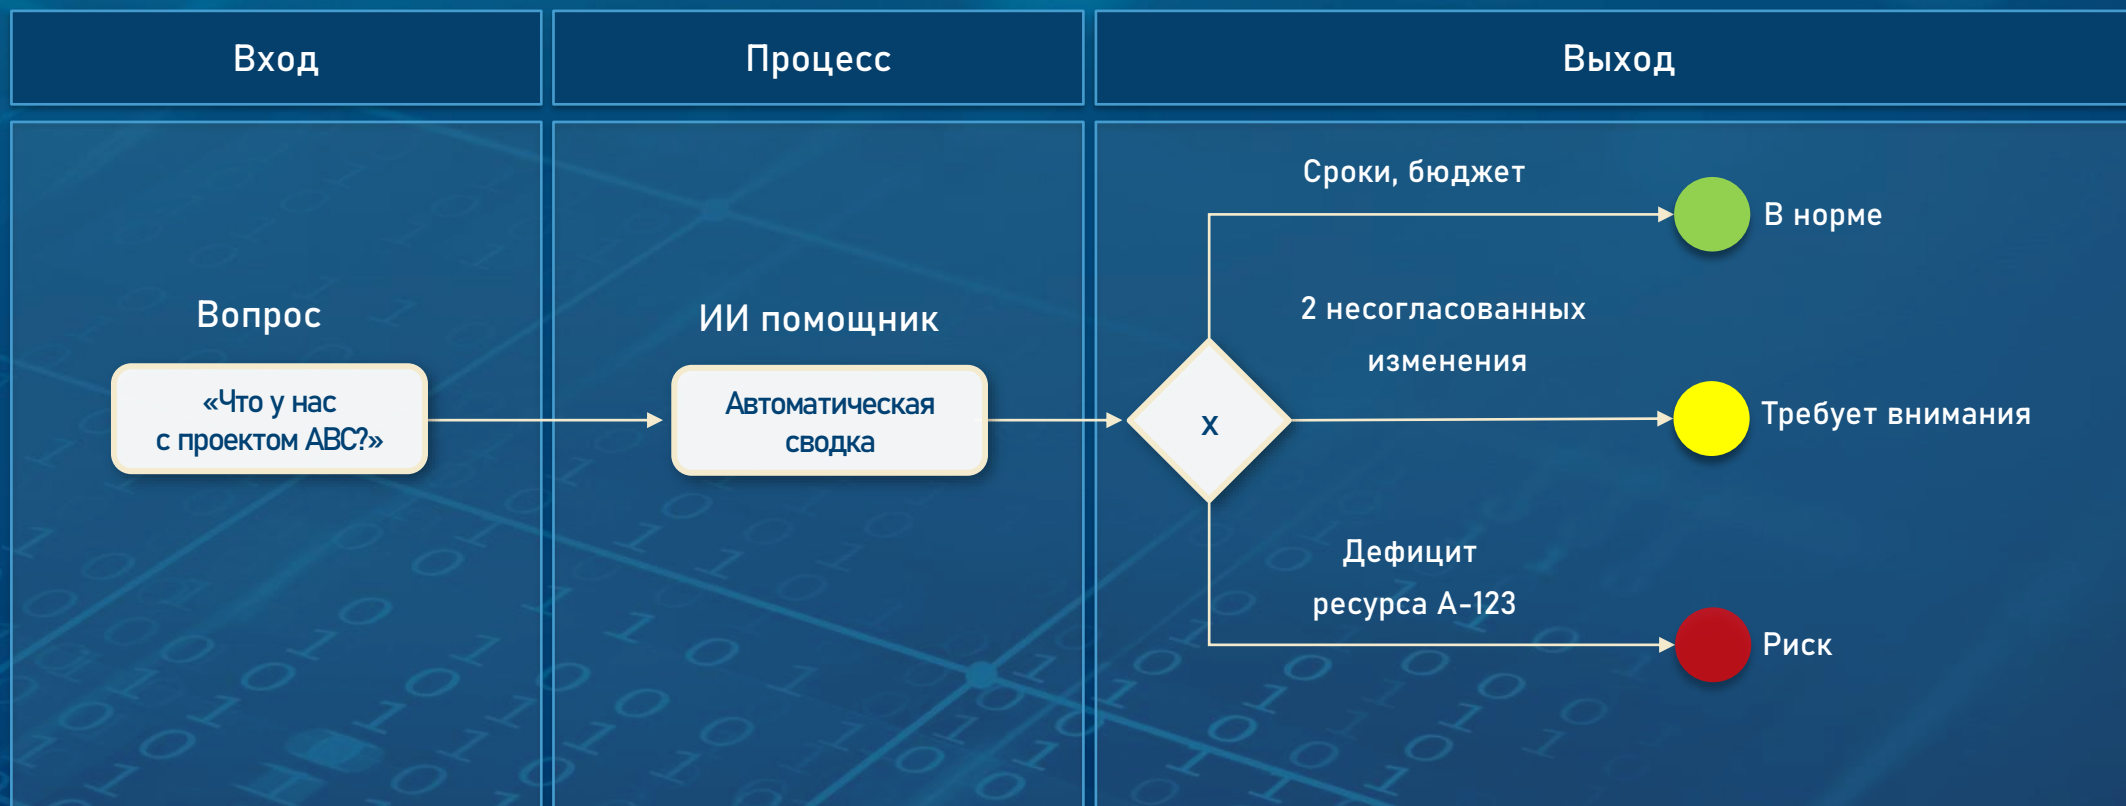 Вход
Процесс
Выход
Вопрос
«Что у нас
с проектом АВС?»
ИИ помощник
Автоматическая
сводка
х
Сроки, бюджет
В норме
2 несогласованных
изменения
Требует внимания
Дефицит
ресурса А-123
Риск